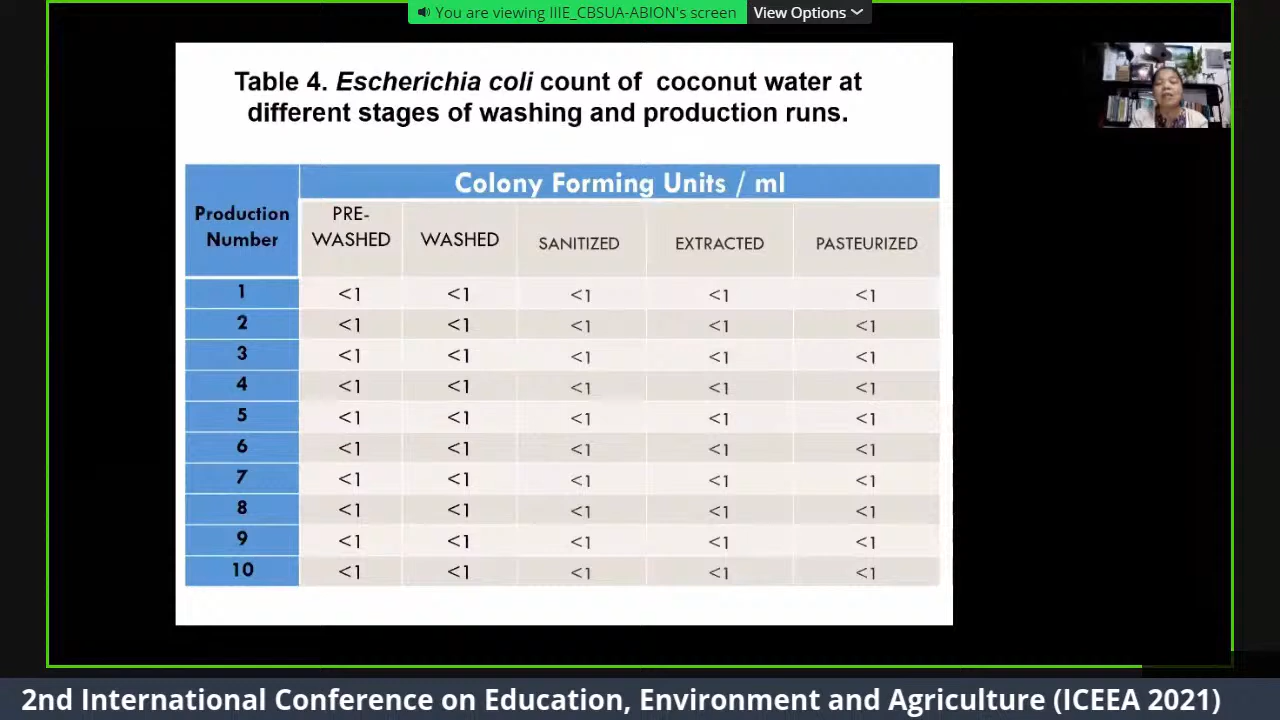 You are viewing IIIE_CBSUA-ABION's screen View Options
Table 4. Escherichia coli count of coconut water at
different stages of washing and production runs.
Production Number Colony Forming Units / ml
PRE-WASHED WASHED SANITIZED EXTRACTED PASTEURIZED
1 <1 <1 <1 <1 <1
2 <1 <1 <1 <1 <1
3 <1 <1 <1 <1 <1
4 <1 <1 <1 <1 <1
5 <1 <1 <1 <1 <1
6 <1 <1 <1 <1 <1
7 <1 <1 <1 <1 <1
8 <1 <1 <1 <1 <1
9 <1 <1 <1 <1 <1
10 <1 <1 <1 <1 <1
2nd International Conference on Education, Environment and Agriculture (ICEEA 2021)